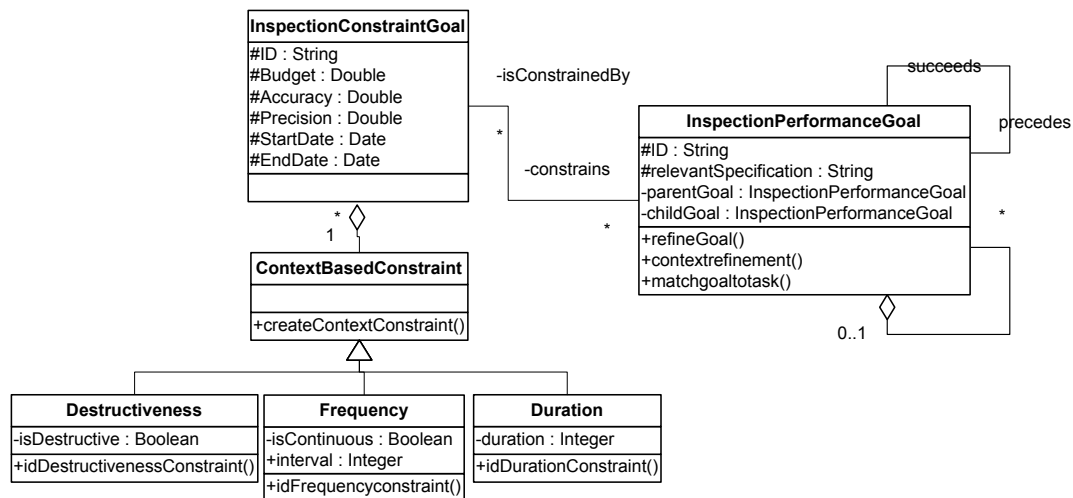 InspectionConstraintGoal
#ID : String
#Budget : Double
#Accuracy : Double
#Precision : Double
#StartDate : Date
#EndDate : Date
-isConstrainedBy
*
-constrains
*
succeeds
precedes
InspectionPerformanceGoal
#ID : String
#relevantSpecification : String
-parentGoal : InspectionPerformanceGoal
-childGoal : InspectionPerformanceGoal
+refineGoal()
+contextrefinement()
+matchgoaltotask()
*
0..1
*
1
ContextBasedConstraint
+createContextConstraint()
Destructiveness
-isDestructive : Boolean
+idDestructivenessConstraint()
Frequency
-isContinuous : Boolean
+interval : Integer
+idFrequencyconstraint()
Duration
-duration : Integer
+idDurationConstraint()